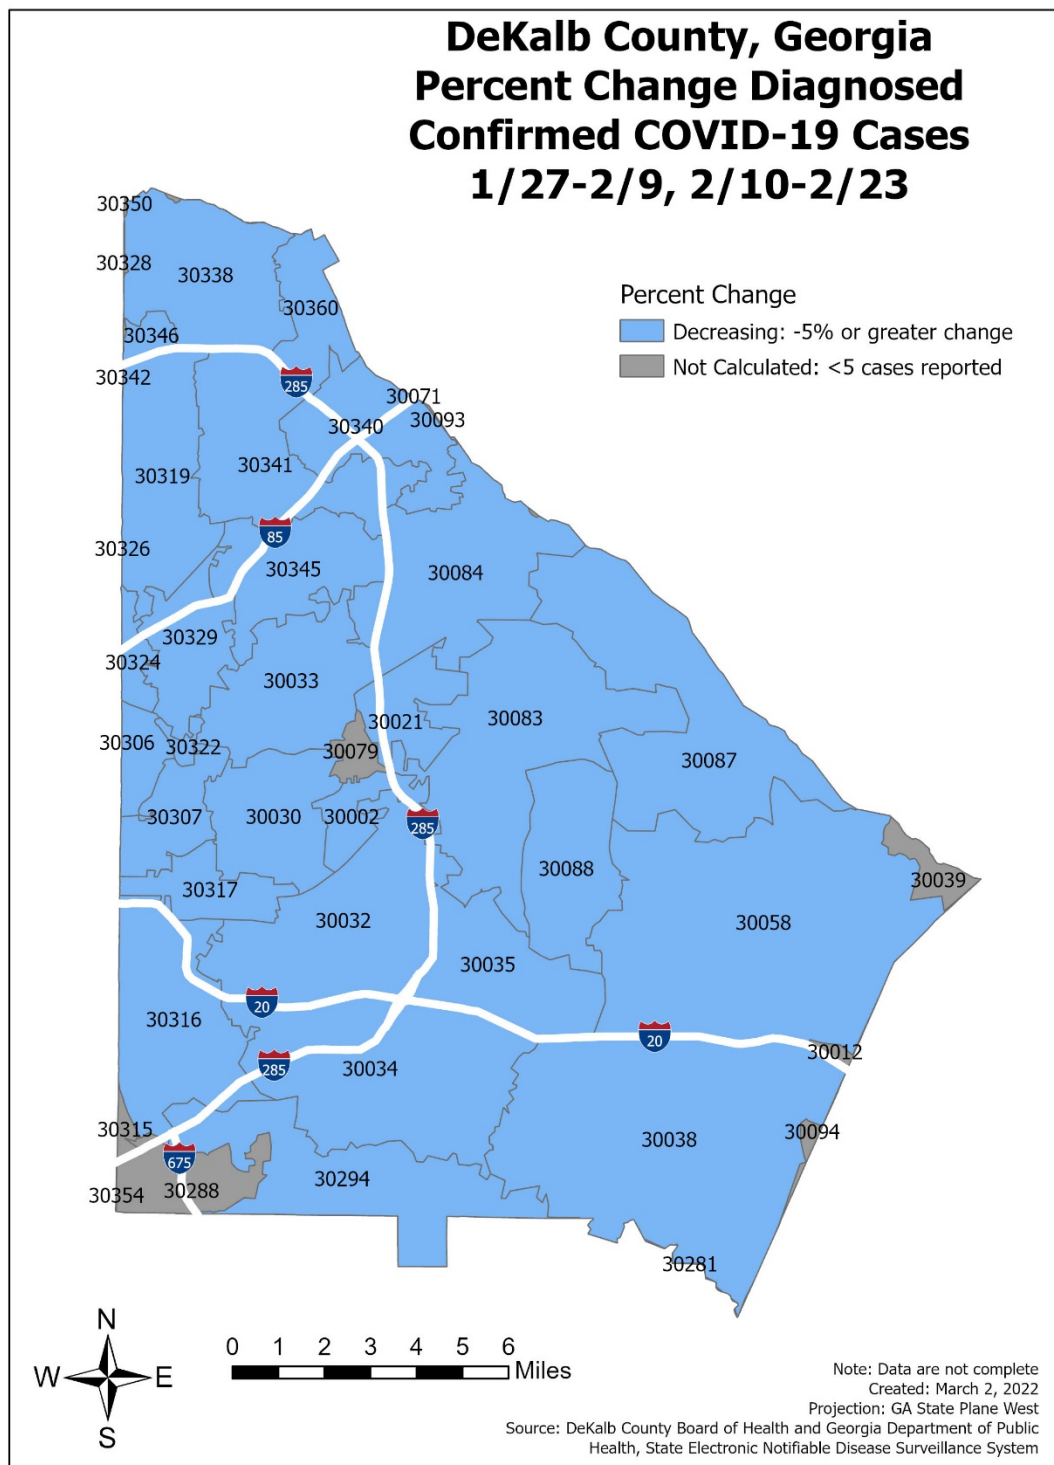 DeKalb County, Georgia
Percent Change Diagnosed
Confirmed COVID-19 Cases
1/27-2/9, 2/10-2/23
30350
30328
30338
Percent Change
30360
Decreasing: -5% or greater change
30346
Not Calculated: <5 cases reported
30342
285
30071
30093
30340
30341
30319
85
30326
30345
30084
30329
30324
30033
30083
30021
30306
30322
30079
30087
30307
30030
30002
285
30088
30039
30317
30032
30058
30035
20
30316
20
30012
285
30034
30315
30038
30094
675
30294
30354
30288
30281
N
W
E
S
0 1 2 3 4 5 6
Miles
Note: Data are not complete
Created: March 2, 2022
Projection: GA State Plane West
Source: DeKalb County Board of Health and Georgia Department of Public
Health, State Electronic Notifiable Disease Surveillance System